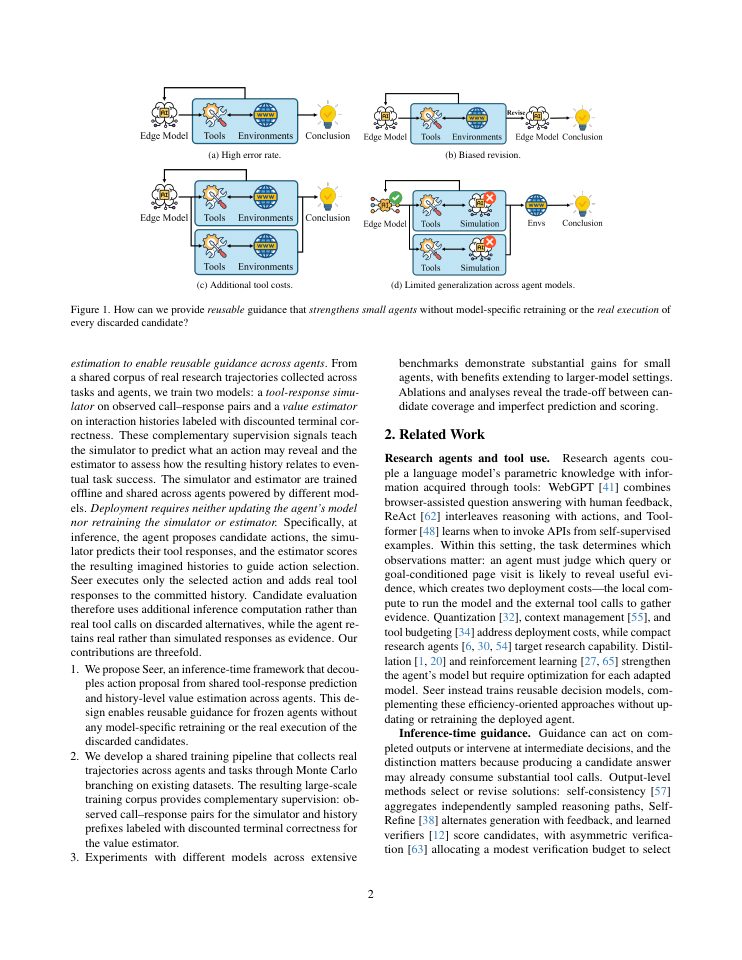 AI
WWW
Edge Model Tools Environments Conclusion
(a) High error rate.
AI
WWW
Revise
AI
Edge Model Tools Environments Edge Model Conclusion
(b) Biased revision.
AI
WWW
Edge Model Tools Environments Conclusion
WWW
Tools Environments
(c) Additional tool costs.
AI
AI
WWW
Edge Model Tools Simulation Envs Conclusion
AI
Tools Simulation
(d) Limited generalization across agent models.
Figure 1. How can we provide reusable guidance that strengthens small agents without model-specific retraining or the real execution of
every discarded candidate?
estimation to enable reusable guidance across agents. From
a shared corpus of real research trajectories collected across
tasks and agents, we train two models: a tool-response simu-
lator on observed call–response pairs and a value estimator
on interaction histories labeled with discounted terminal cor-
rectness. These complementary supervision signals teach
the simulator to predict what an action may reveal and the
estimator to assess how the resulting history relates to even-
tual task success. The simulator and estimator are trained
offline and shared across agents powered by different mod-
els. Deployment requires neither updating the agent's model
nor retraining the simulator or estimator. Specifically, at
inference, the agent proposes candidate actions, the simu-
lator predicts their tool responses, and the estimator scores
the resulting imagined histories to guide action selection.
Seer executes only the selected action and adds real tool
responses to the committed history. Candidate evaluation
therefore uses additional inference computation rather than
real tool calls on discarded alternatives, while the agent re-
tains real rather than simulated responses as evidence. Our
contributions are threefold.
1. We propose Seer, an inference-time framework that decou-
ples action proposal from shared tool-response prediction
and history-level value estimation across agents. This de-
sign enables reusable guidance for frozen agents without
any model-specific retraining or the real execution of the
discarded candidates.
2. We develop a shared training pipeline that collects real
trajectories across agents and tasks through Monte Carlo
branching on existing datasets. The resulting large-scale
training corpus provides complementary supervision: ob-
served call–response pairs for the simulator and history
prefixes labeled with discounted terminal correctness for
the value estimator.
3. Experiments with different models across extensive
benchmarks demonstrate substantial gains for small
agents, with benefits extending to larger-model settings.
Ablations and analyses reveal the trade-off between can-
didate coverage and imperfect prediction and scoring.
2. Related Work
Research agents and tool use. Research agents cou-
ple a language model's parametric knowledge with infor-
mation acquired through tools: WebGPT [41] combines
browser-assisted question answering with human feedback,
ReAct [62] interleaves reasoning with actions, and Tool-
former [48] learns when to invoke APIs from self-supervised
examples. Within this setting, the task determines which
observations matter: an agent must judge which query or
goal-conditioned page visit is likely to reveal useful evi-
dence, which creates two deployment costs—the local com-
pute to run the model and the external tool calls to gather
evidence. Quantization [32], context management [55], and
tool budgeting [34] address deployment costs, while compact
research agents [6, 30, 54] target research capability. Distil-
lation [1, 20] and reinforcement learning [27, 65] strengthen
the agent's model but require optimization for each adapted
model. Seer instead trains reusable decision models, com-
plementing these efficiency-oriented approaches without up-
dating or retraining the deployed agent.
Inference-time guidance. Guidance can act on com-
pleted outputs or intervene at intermediate decisions, and the
distinction matters because producing a candidate answer
may already consume substantial tool calls. Output-level
methods select or revise solutions: self-consistency [57]
aggregates independently sampled reasoning paths, Self-
Refine [38] alternates generation with feedback, and learned
verifiers [12] score candidates, with asymmetric verifica-
tion [63] allocating a modest verification budget to select
2